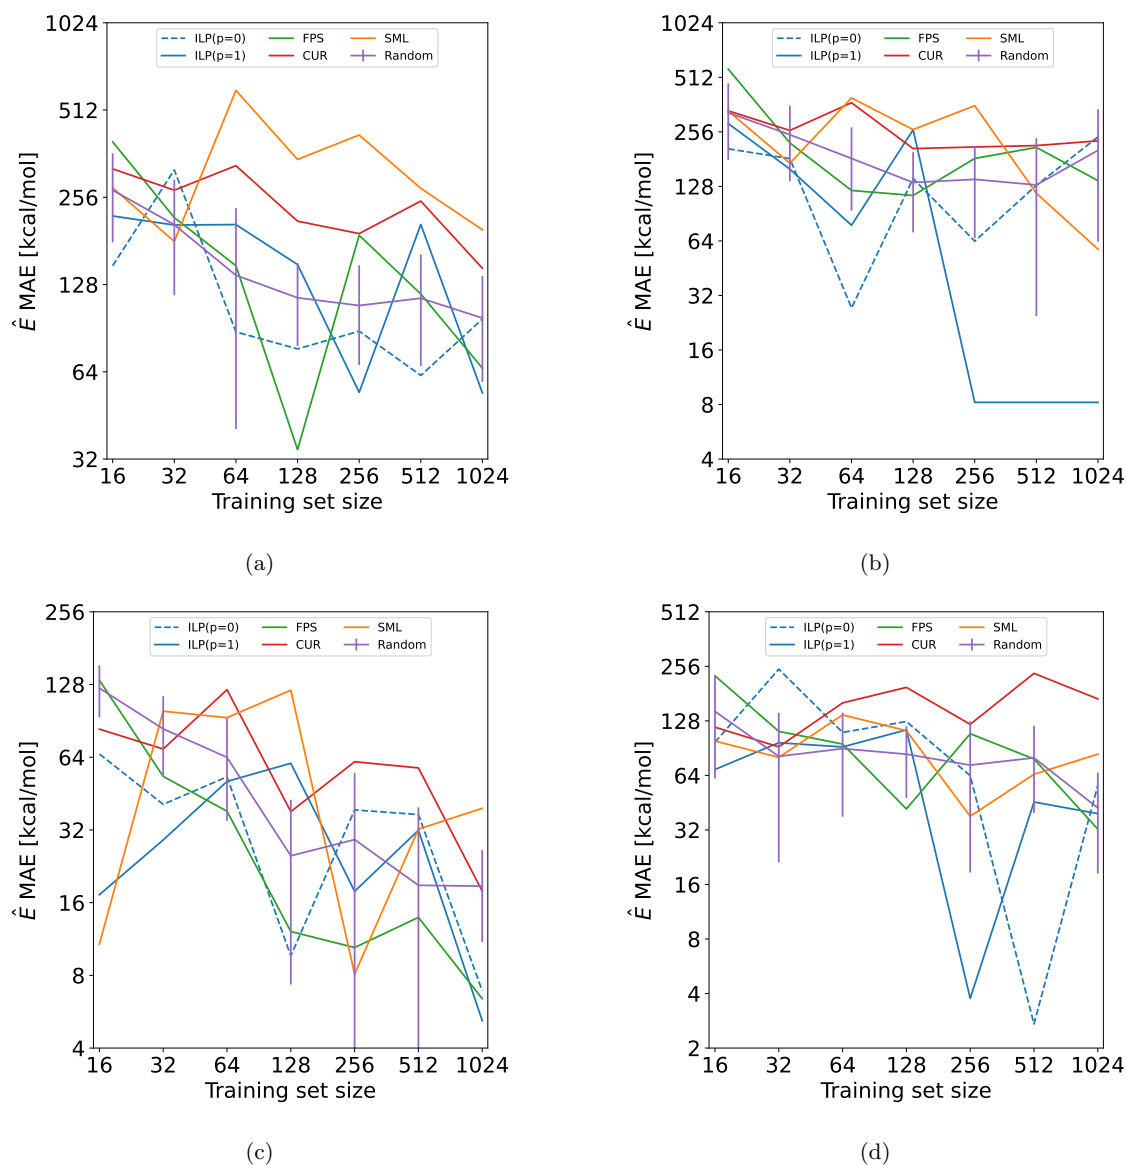 1024
512
256
128
64
32
Ê MAE [kcal/mol]
ILP(p=0) FPS SML
ILP(p=1) CUR Random
16 32 64 128 256 512 1024
Training set size
(a)
1024
512
256
128
64
32
16
8
4
Ê MAE [kcal/mol]
ILP(p=0) FPS SML
ILP(p=1) CUR Random
16 32 64 128 256 512 1024
Training set size
(b)
256
128
64
32
16
8
4
Ê MAE [kcal/mol]
ILP(p=0) FPS SML
ILP(p=1) CUR Random
16 32 64 128 256 512 1024
Training set size
(c)
512
256
128
64
32
16
8
4
2
Ê MAE [kcal/mol]
ILP(p=0) FPS SML
ILP(p=1) CUR Random
16 32 64 128 256 512 1024
Training set size
(d)